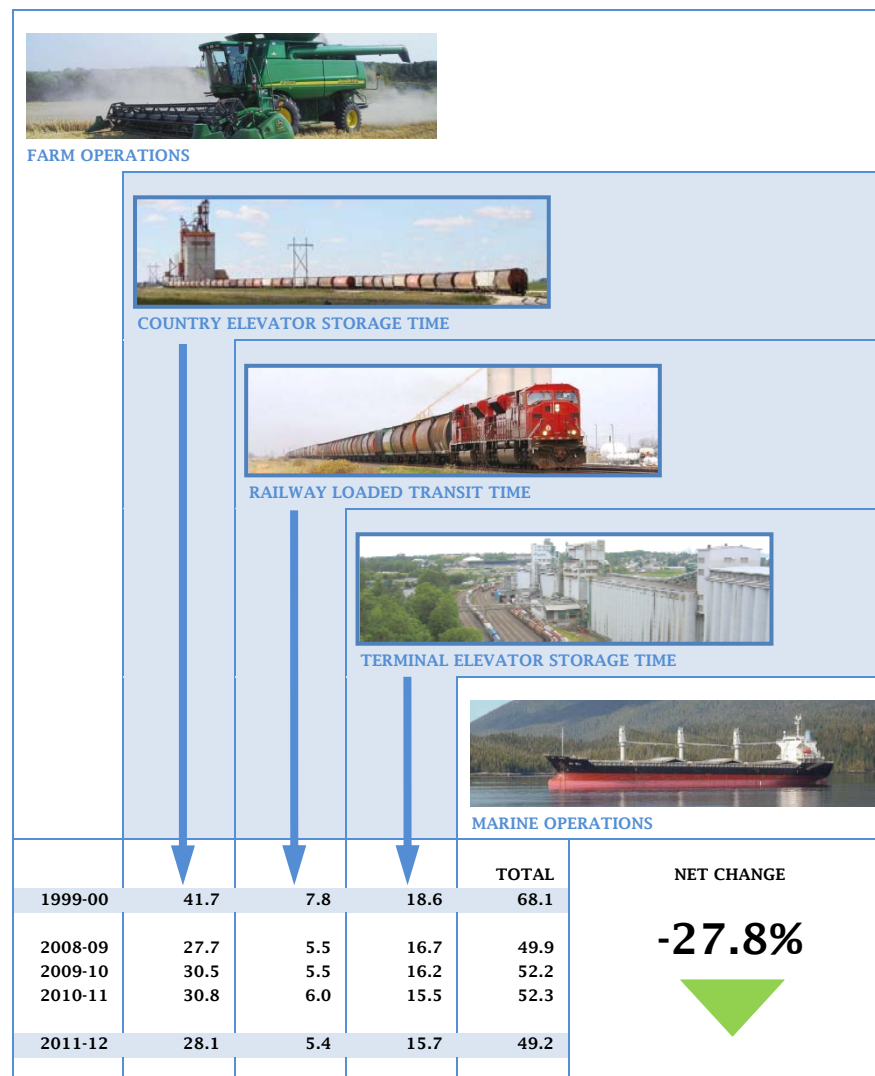 FARM OPERATIONS
COUNTRY ELEVATOR STORAGE TIME
RAILWAY LOADED TRANSIT TIME
TERMINAL ELEVATOR STORAGE TIME
MARINE OPERATIONS
TOTAL NET CHANGE
1999-00 41.7 7.8 18.6 68.1
-27.8%
2008-09 27.7 5.5 16.7 49.9
2009-10 30.5 5.5 16.2 52.2
2010-11 30.8 6.0 15.5 52.3
2011-12 28.1 5.4 15.7 49.2